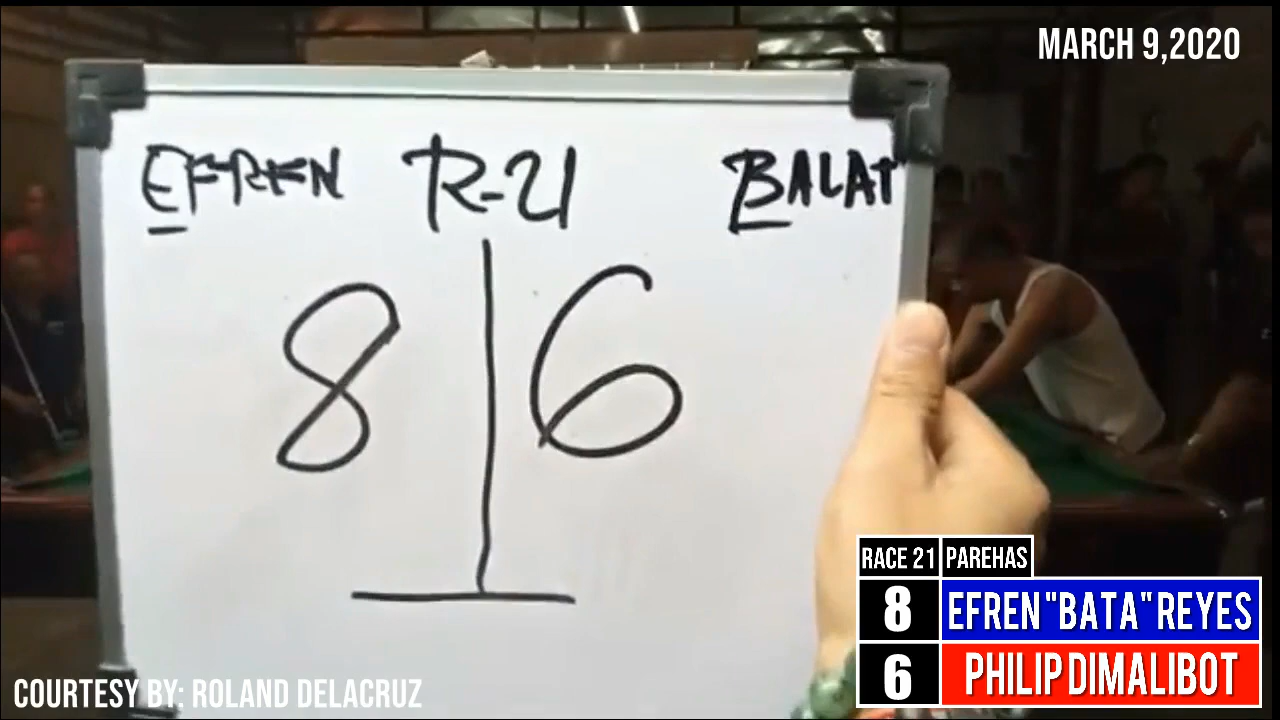 MARCH 9,2020
EFREN R-21 BALAT
8 6
RACE 21 PAREHAS
8 EFREN "BATA" REYES
6 PHILIP DIMALIBOT
COURTESY BY: ROLAND DELACRUZ